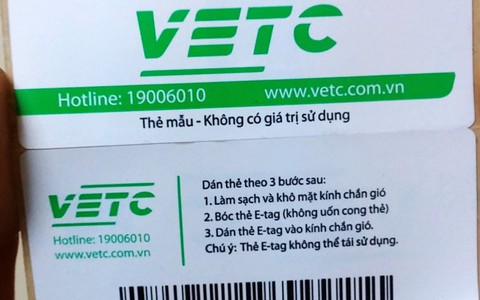 VETC
Hotline: 19006010 www.vetc.com.vn
Thẻ mẫu - Không có giá trị sử dụng
VETC
Hotline: 19006010
www.vetc.com.vn
Dán thẻ theo 3 bước sau:
1. Làm sạch và khô mặt kính chắn gió
2. Bóc thẻ E-tag (không uốn cong thẻ)
3. Dán thẻ E-tag vào kính chắn gió.
Chú ý: Thẻ E-tag không thể tái sử dụng.